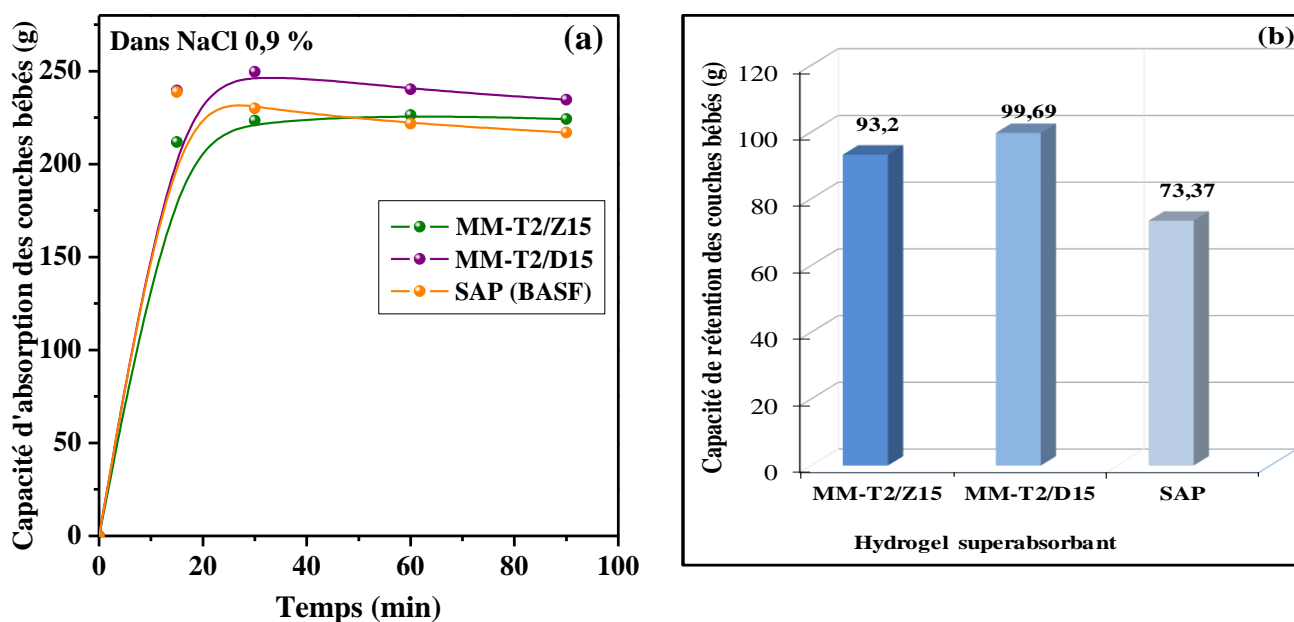 Dans NaCl 0,9 %
(a)
Capacité d'absorption des couches bébés (g)
250
200
150
100
50
0
MM-T2/Z15
MM-T2/D15
SAP (BASF)
0 20 40 60 80 100
Temps (min)
(b)
Capacité de rétention des couches bébés (g)
120
100
80
60
40
20
0
93,2
99,69
73,37
MM-T2/Z15 MM-T2/D15 SAP
Hydrogel superabsorbant